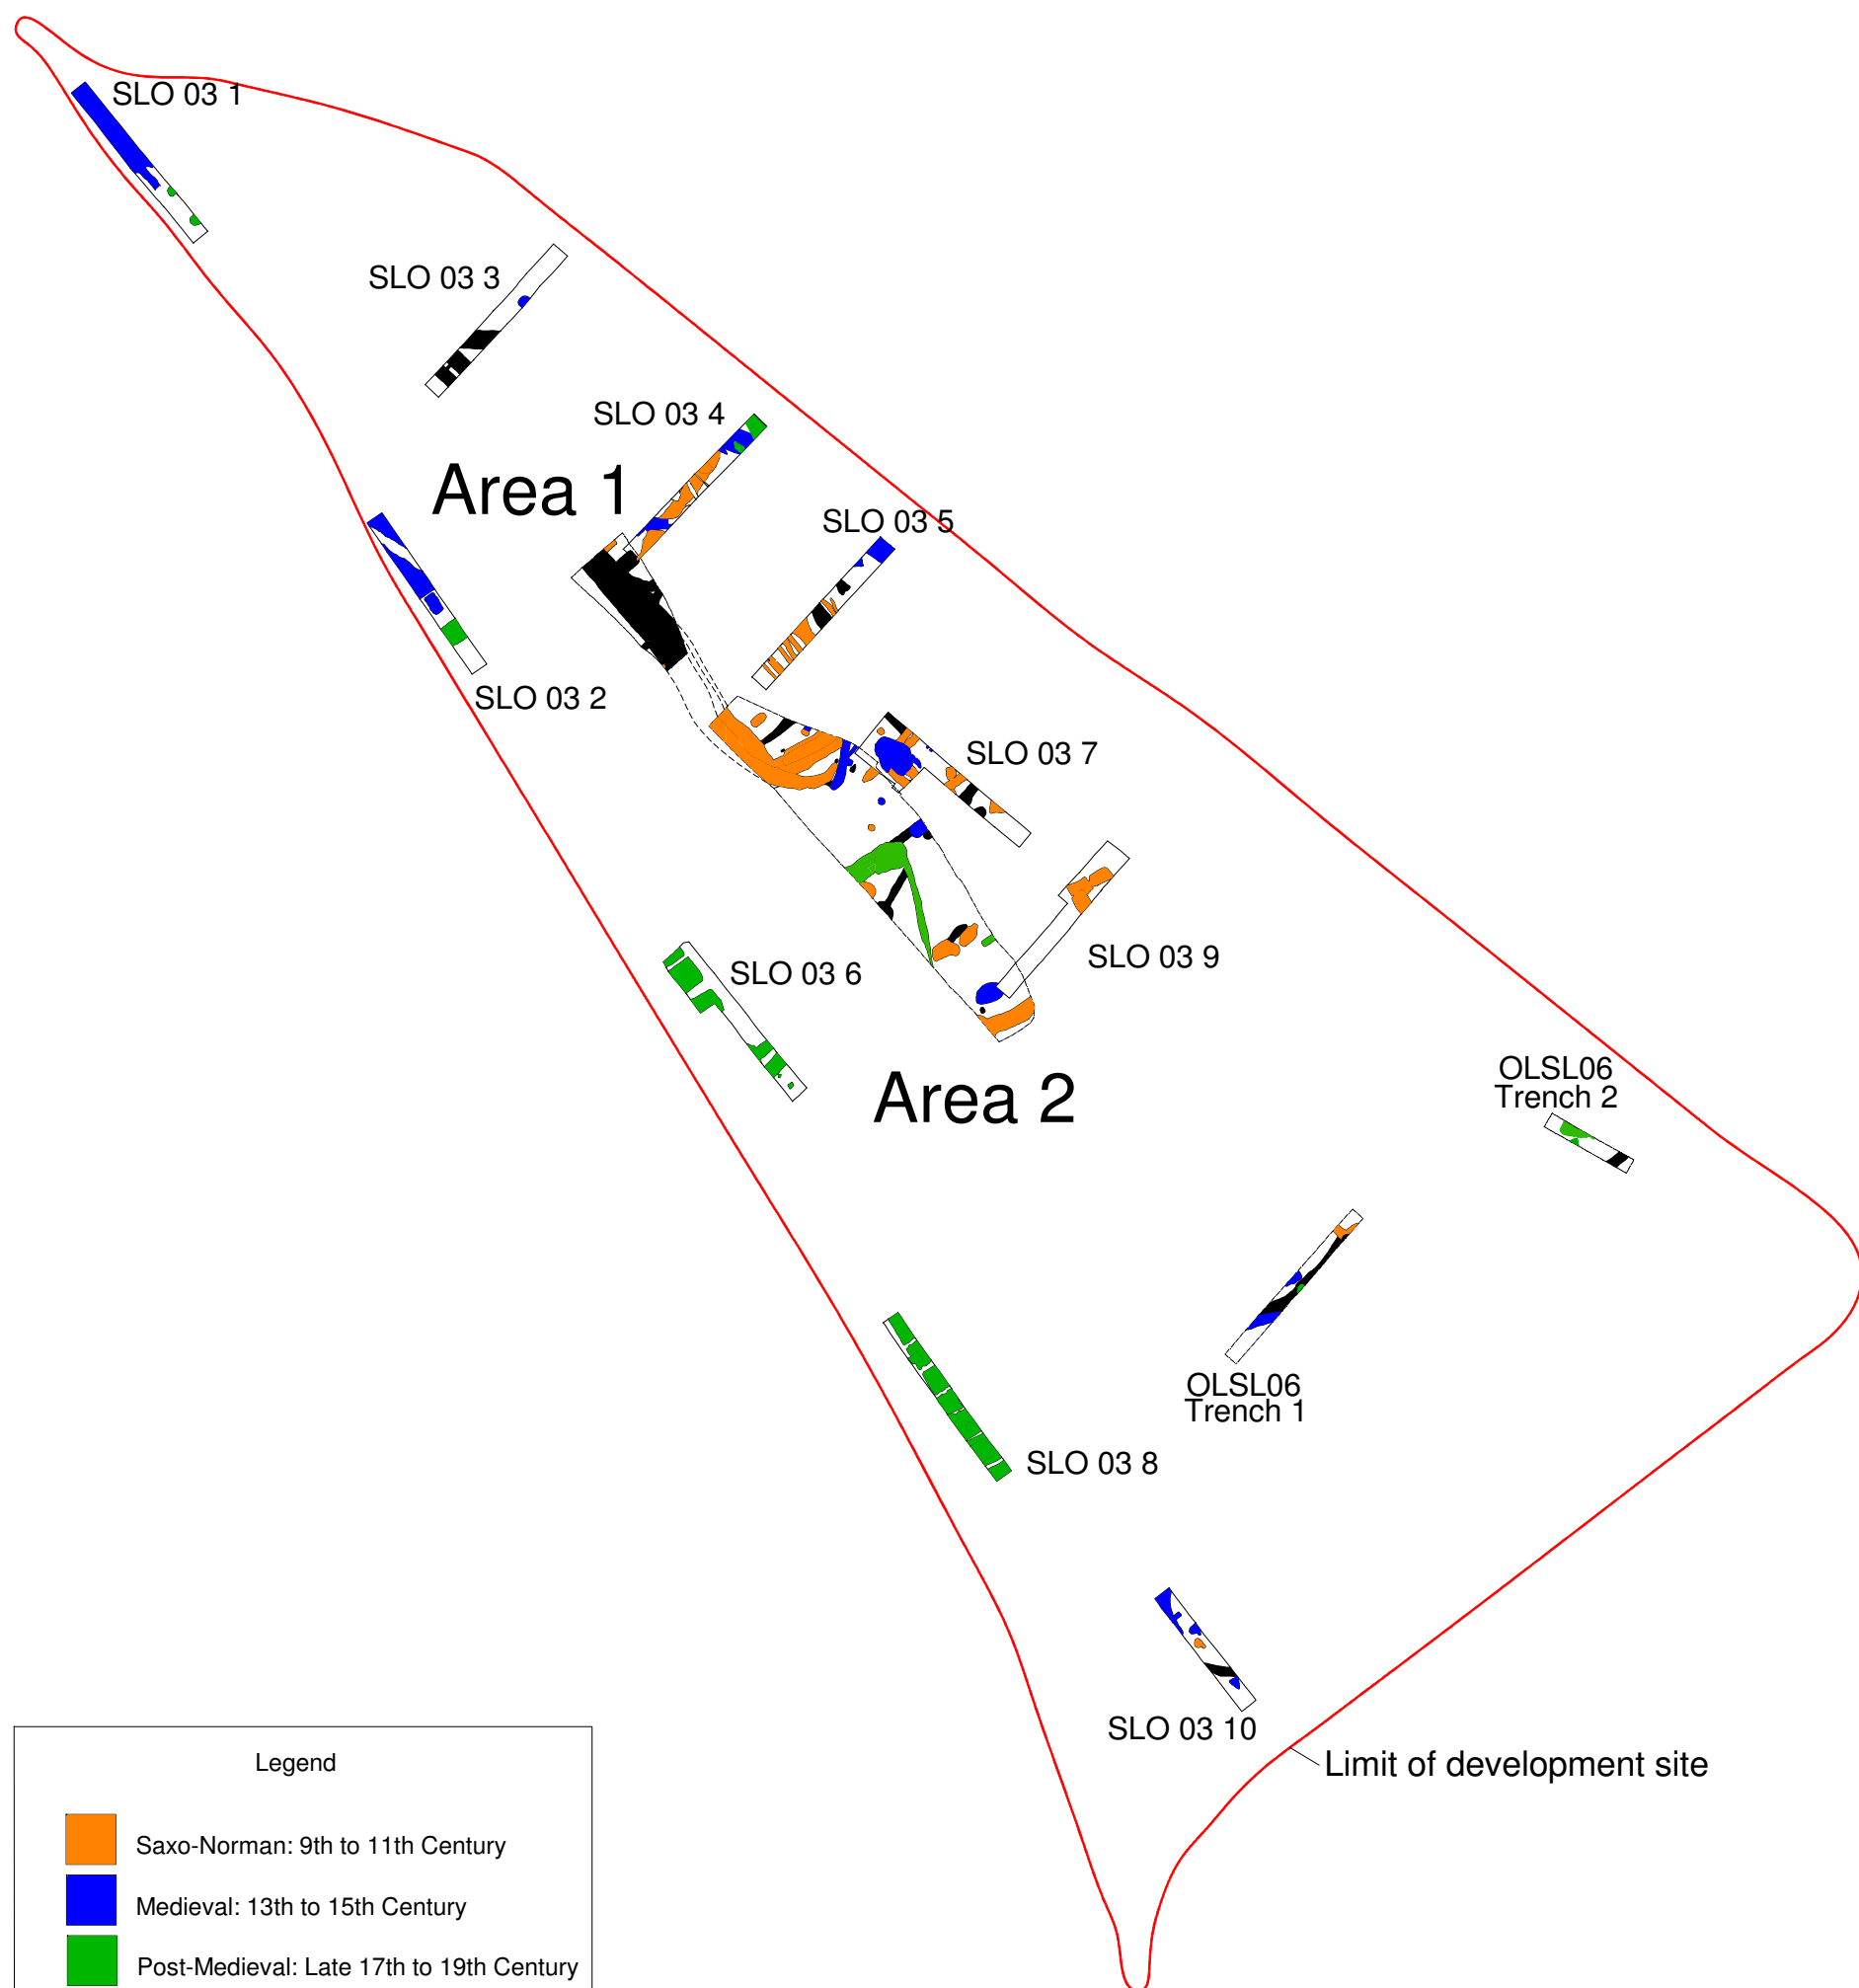 SLO 03 1
SLO 03 3
SLO 03 4
Area 1
SLO 03 5
SLO 03 2
SLO 03 7
SLO 03 9
SLO 03 6
OLSL06
Trench 2
Area 2
OLSL06
Trench 1
SLO 03 8
SLO 03 10
Limit of development site
Legend
Saxo-Norman: 9th to 11th Century
Medieval: 13th to 15th Century
Post-Medieval: Late 17th to 19th Century